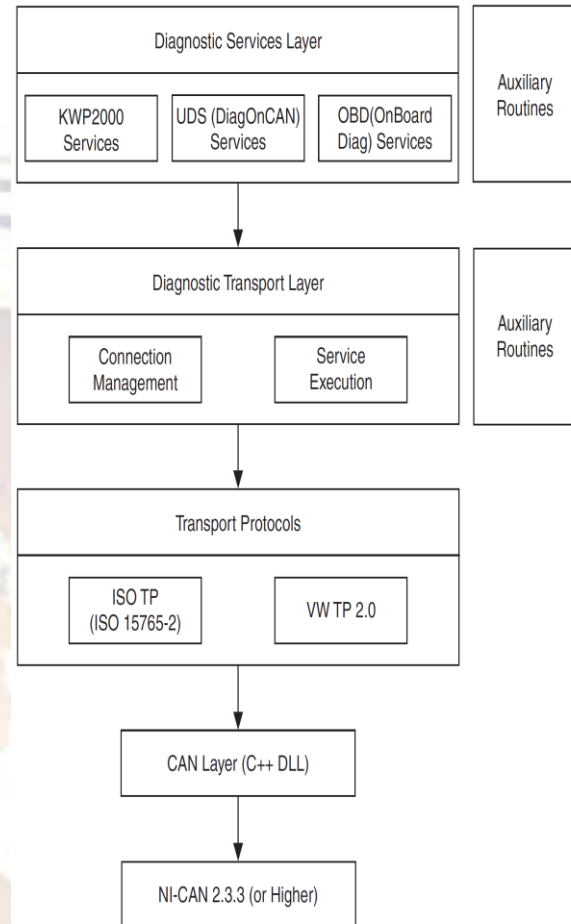 Diagnostic Services Layer
KWP2000
Services
UDS (DiagOnCAN)
Services
OBD(OnBoard
Diag) Services
Auxiliary
Routines
Diagnostic Transport Layer
Connection
Management
Service
Execution
Auxiliary
Routines
Transport Protocols
ISO TP
(ISO 15765-2)
VW TP 2.0
CAN Layer (C++ DLL)
NI-CAN 2.3.3 (or Higher)